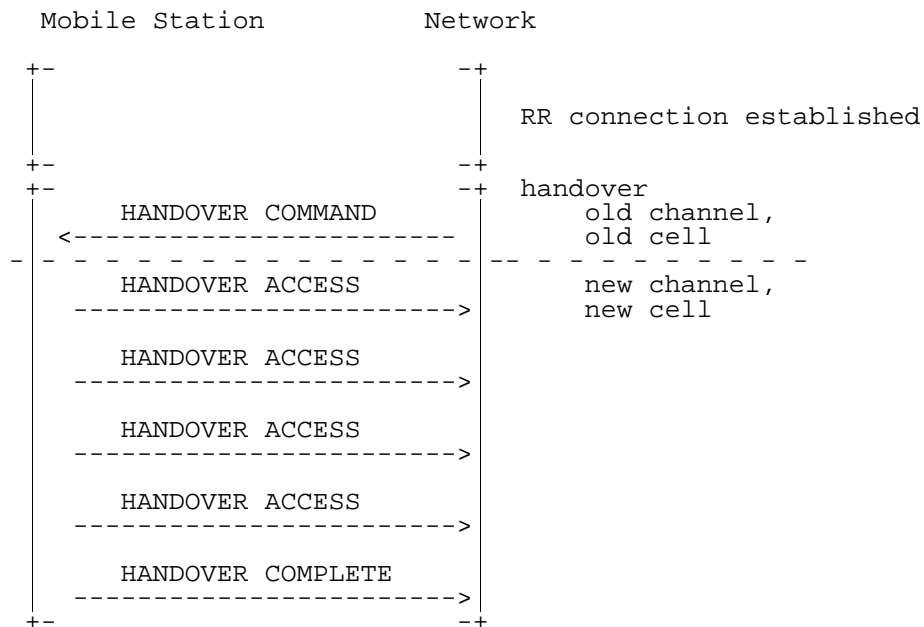 Mobile Station Network
+- -+
RR connection established
+- -+
+- -+ handover
HANDOVER COMMAND old channel,
<------------------------ old cell
- - - - - - - - - - - - - - - -- - - - - - - - - -
HANDOVER ACCESS new channel,
------------------------> new cell
HANDOVER ACCESS
------------------------>
HANDOVER ACCESS
------------------------>
HANDOVER ACCESS
------------------------>
HANDOVER COMPLETE
------------------------>
+- -+